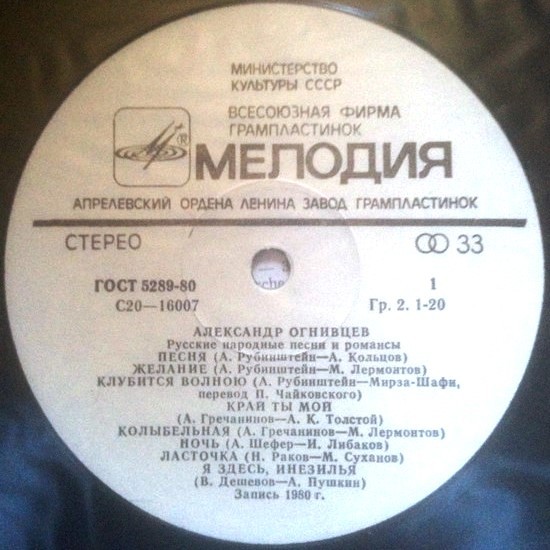 МИНИСТЕРСТВО
КУЛЬТУРЫ СССР
ВСЕСОЮЗНАЯ ФИРМА
ГРАМПЛАСТИНОК
® МЕЛОДИЯ
АПРЕЛЕВСКИЙ ОРДЕНА ЛЕНИНА ЗАВОД ГРАМПЛАСТИНОК
СТЕРЕО 33
ГОСТ 5289-80 1
С20—16007 Гр. 2. 1-20
АЛЕКСАНДР ОГНИВЦЕВ
Русские народные песни и романсы
ПЕСНЯ (А. Рубинштейн—А. Кольцов)
ЖЕЛАНИЕ (А. Рубинштейн—М. Лермонтов)
КЛУБИТСЯ ВОЛНОЮ (А. Рубинштейн—Мирза-Шафи,
перевод П. Чайковского)
КРАЙ ТЫ МОЙ
(А. Гречанинов—А. К. Толстой)
КОЛЫБЕЛЬНАЯ (А. Гречанинов—М. Лермонтов)
НОЧЬ (А. Шефер—И. Либаков)
ЛАСТОЧКА (Н. Раков—М. Суханов)
Я ЗДЕСЬ, ИНЕЗИЛЬЯ
(В. Дешевов—А. Пушкин)
Запись 1980 г.